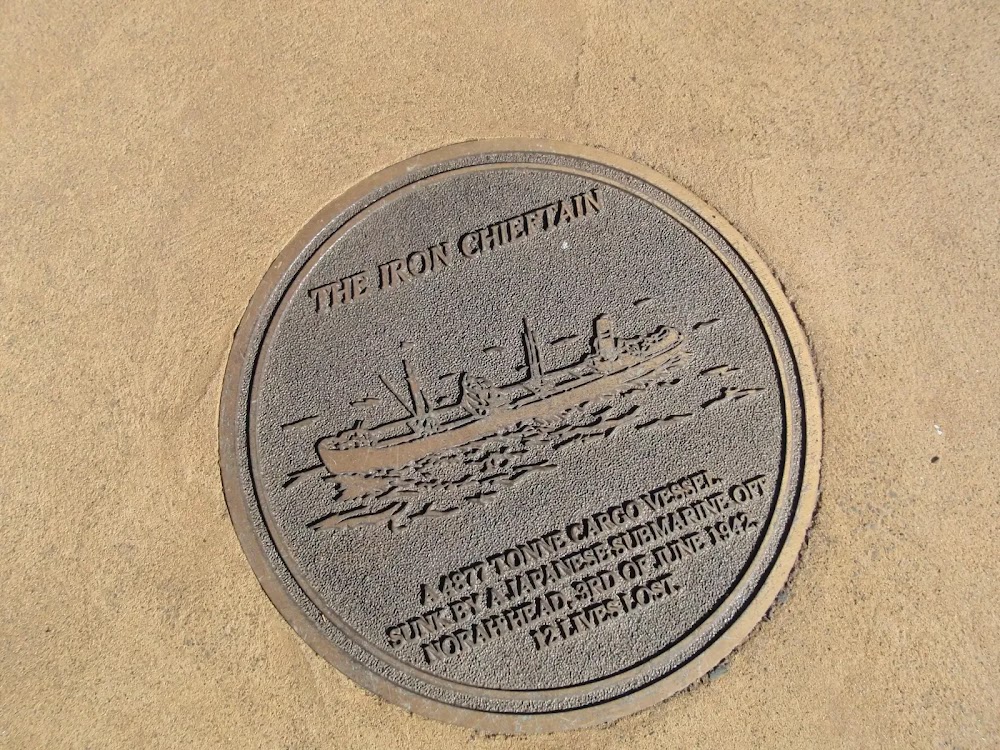 THE IRON CHIEFTAIN
A 4877 TONNE CARGO VESSEL,
SUNK BY A JAPANESE SUBMARINE OFF
NORAH HEAD, 3RD OF JUNE 1942.
12 LIVES LOST.